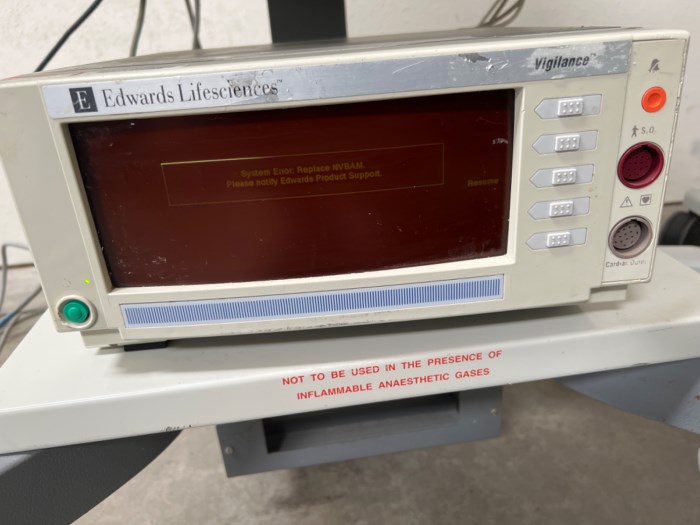 Vigilance
E Edwards Lifesciences
System Error: Replace NVRAM.
Please notify Edwards Product Support.
NOT TO BE USED IN THE PRESENCE OF
INFLAMMABLE ANAESTHETIC GASES